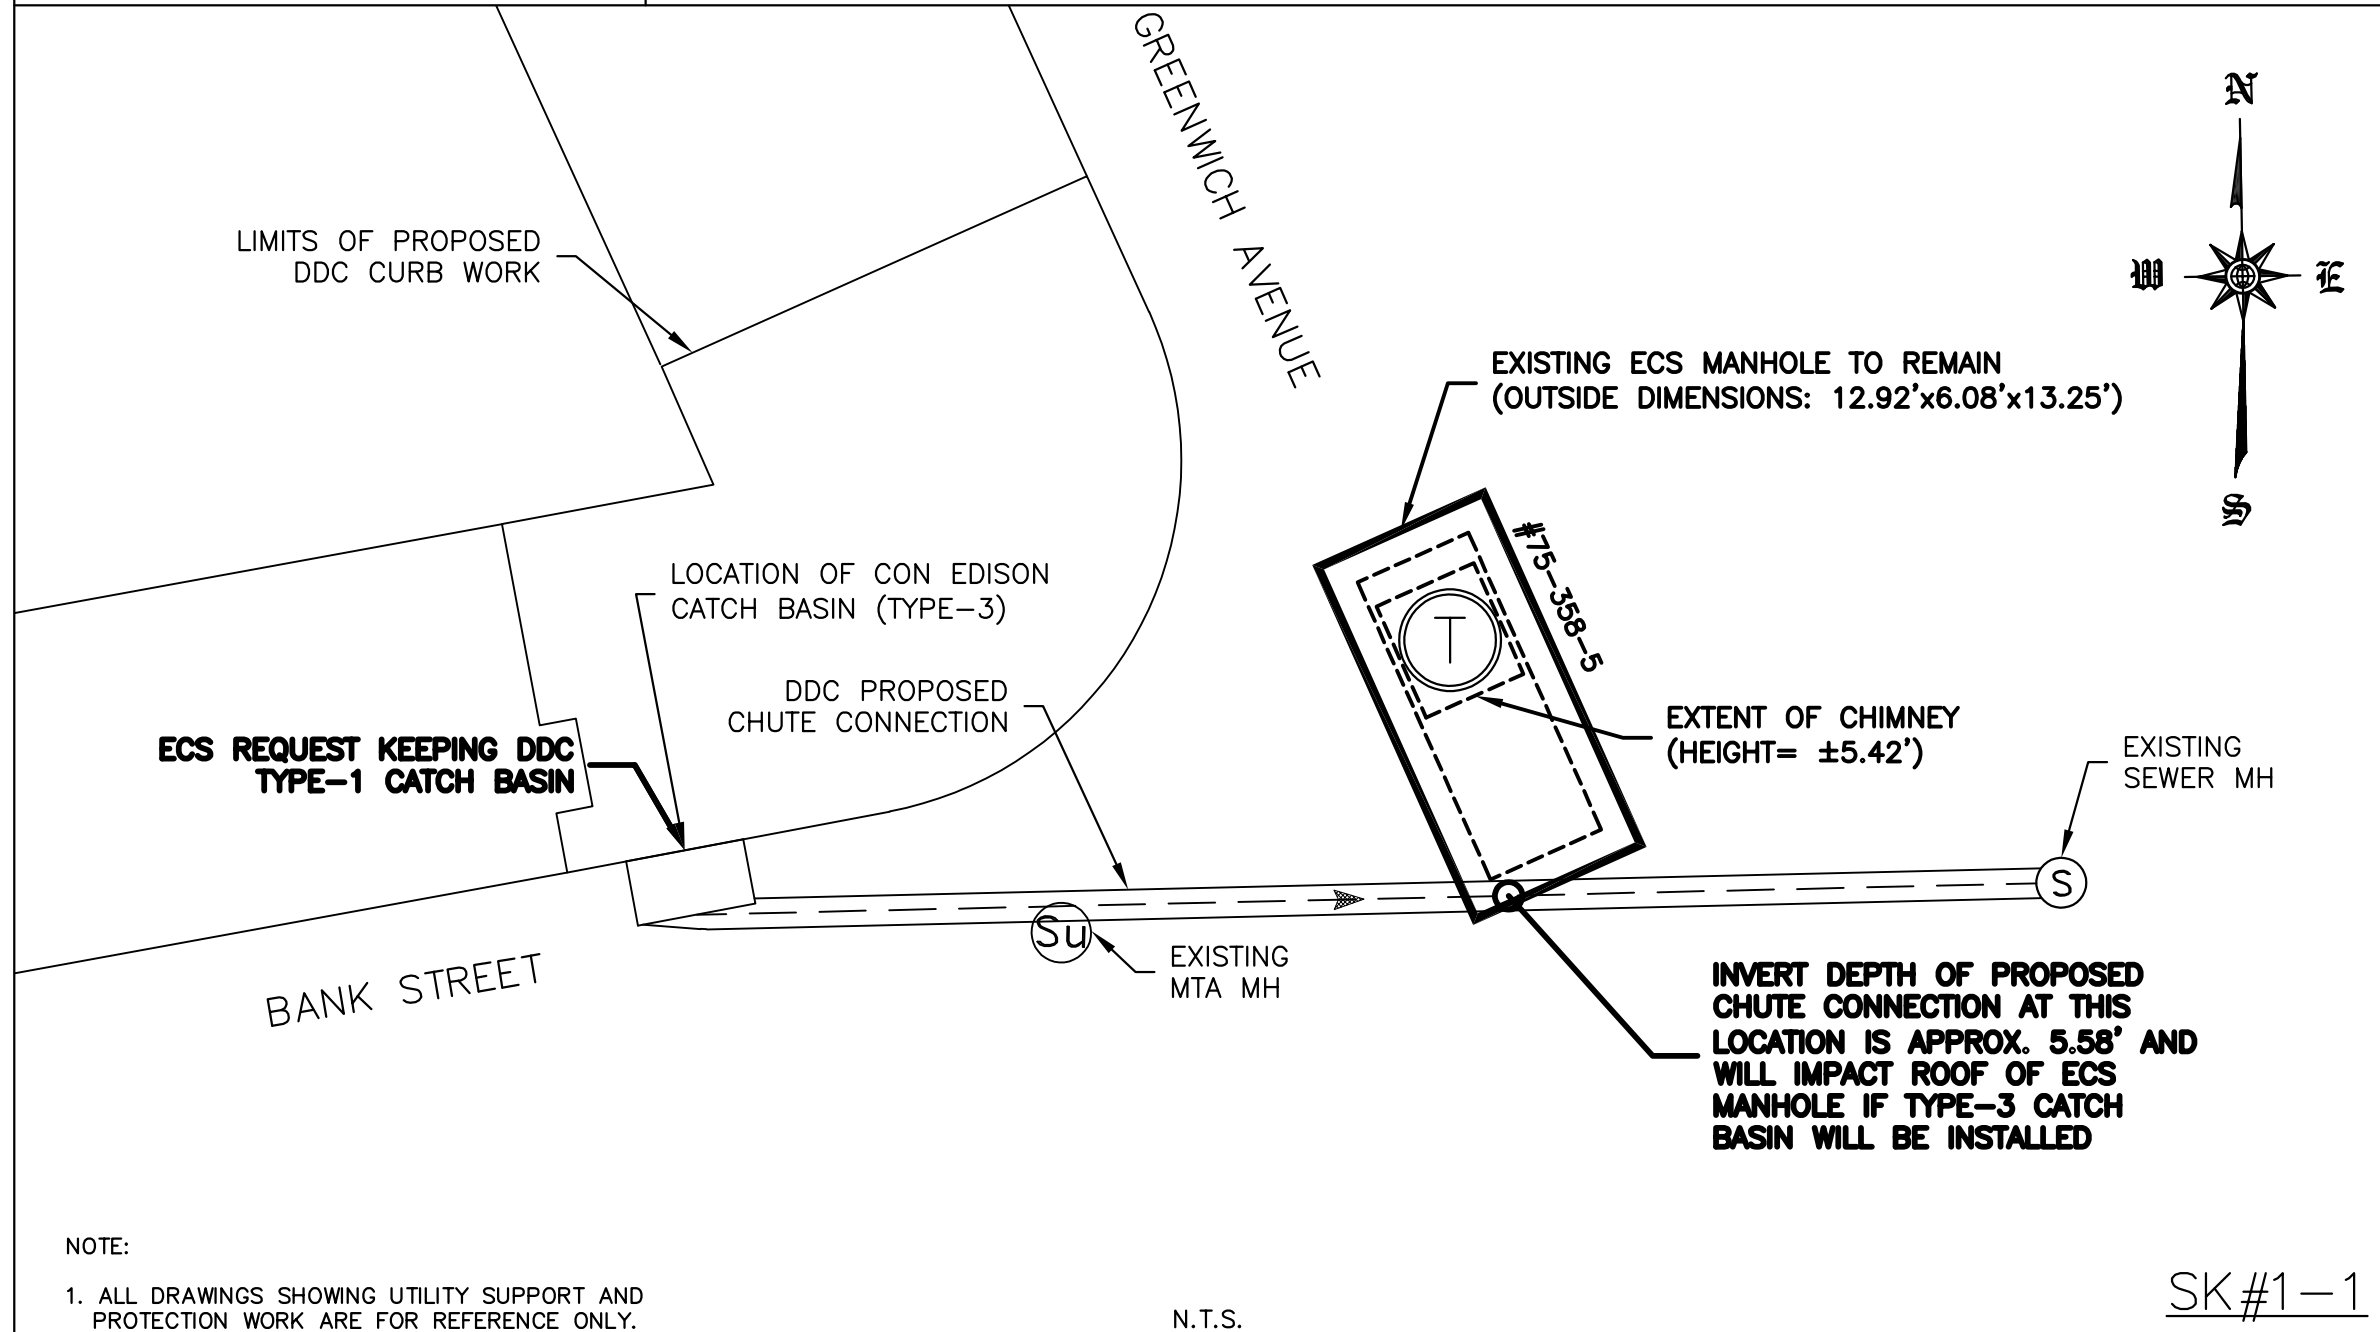 GREENWICH AVENUE
N
W
E
S
LIMITS OF PROPOSED
DDC CURB WORK
EXISTING ECS MANHOLE TO REMAIN
(OUTSIDE DIMENSIONS: 12.92'x6.08'x13.25')
#75-358-5
T
LOCATION OF CON EDISON
CATCH BASIN (TYPE-3)
DDC PROPOSED
CHUTE CONNECTION
ECS REQUEST KEEPING DDC
TYPE-1 CATCH BASIN
EXTENT OF CHIMNEY
(HEIGHT= ±5.42')
EXISTING
SEWER MH
S
Su
EXISTING
MTA MH
BANK STREET
INVERT DEPTH OF PROPOSED
CHUTE CONNECTION AT THIS
LOCATION IS APPROX. 5.58' AND
WILL IMPACT ROOF OF ECS
MANHOLE IF TYPE-3 CATCH
BASIN WILL BE INSTALLED
NOTE:
1. ALL DRAWINGS SHOWING UTILITY SUPPORT AND
PROTECTION WORK ARE FOR REFERENCE ONLY.
N.T.S.
SK#1-1